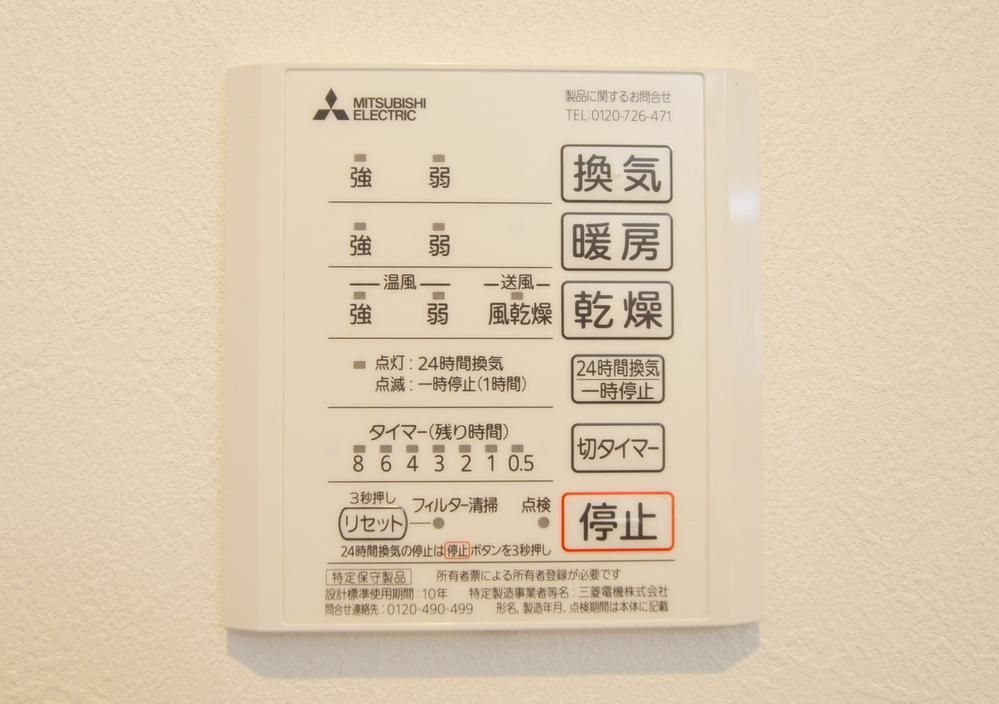 MITSUBISHI
ELECTRIC
製品に関するお問合せ
TEL:0120-726-471
強 弱 換気
強 弱 暖房
温風 送風
強 弱 風乾燥 乾燥
点灯:24時間換気
点滅:一時停止(1時間)
24時間換気
一時停止
タイマー(残り時間)
8 6 4 3 2 1 0.5
切タイマー
3秒押し
リセット フィルター清掃 点検
停止
24時間換気の停止は停止ボタンを3秒押し
特定保守製品 所有者票による所有者登録が必要です
設計標準使用期間:10年 特定製造事業者等名:三菱電機株式会社
問合せ連絡先:0120-490-499 形名、製造年月、点検期間は本体に記載